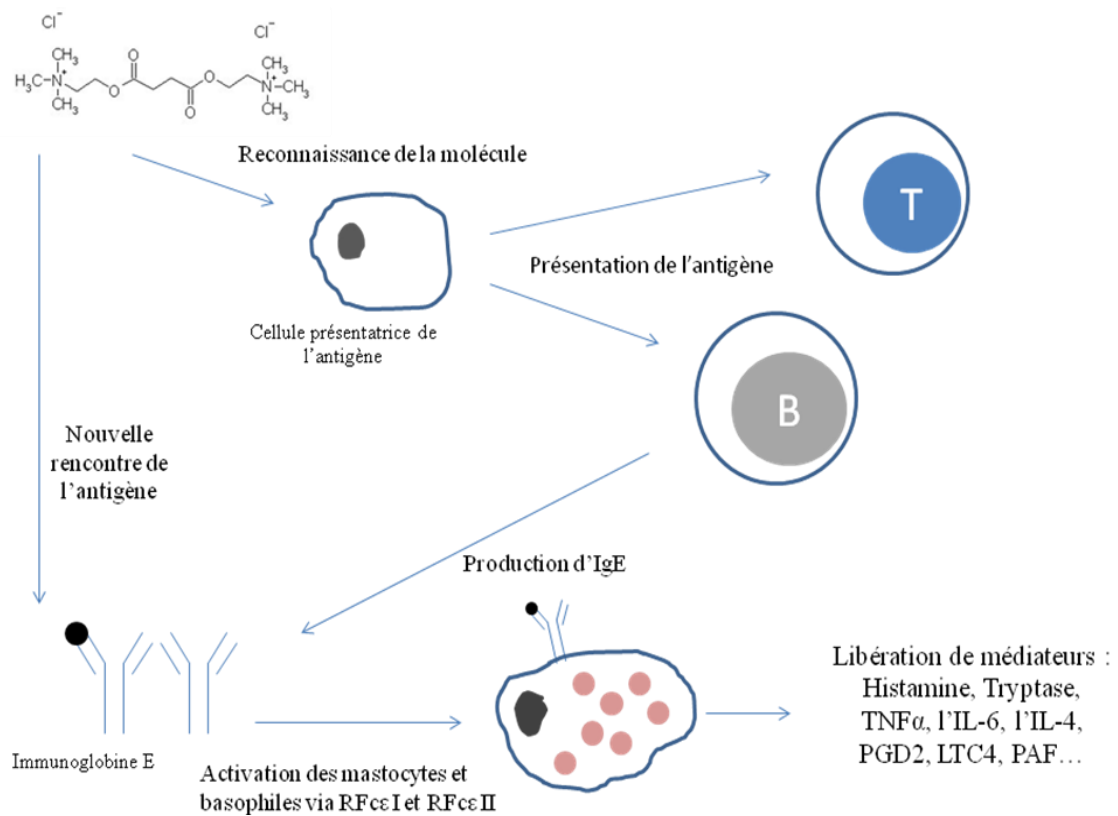 Cl⁻
Cl⁻
CH₃
H₃C—N⁺
CH₃
O
O
O
O
CH₃
N⁺—CH₃
CH₃
Reconnaissance de la molécule
T
Présentation de l'antigène
Cellule présentatrice de
l'antigène
B
Nouvelle
rencontre de
l'antigène
Production d'IgE
Libération de médiateurs :
Histamine, Tryptase,
TNFα, l'IL-6, l'IL-4,
PGD2, LTC4, PAF…
Immunoglobine E
Activation des mastocytes et
basophiles via RFcεI et RFcεII